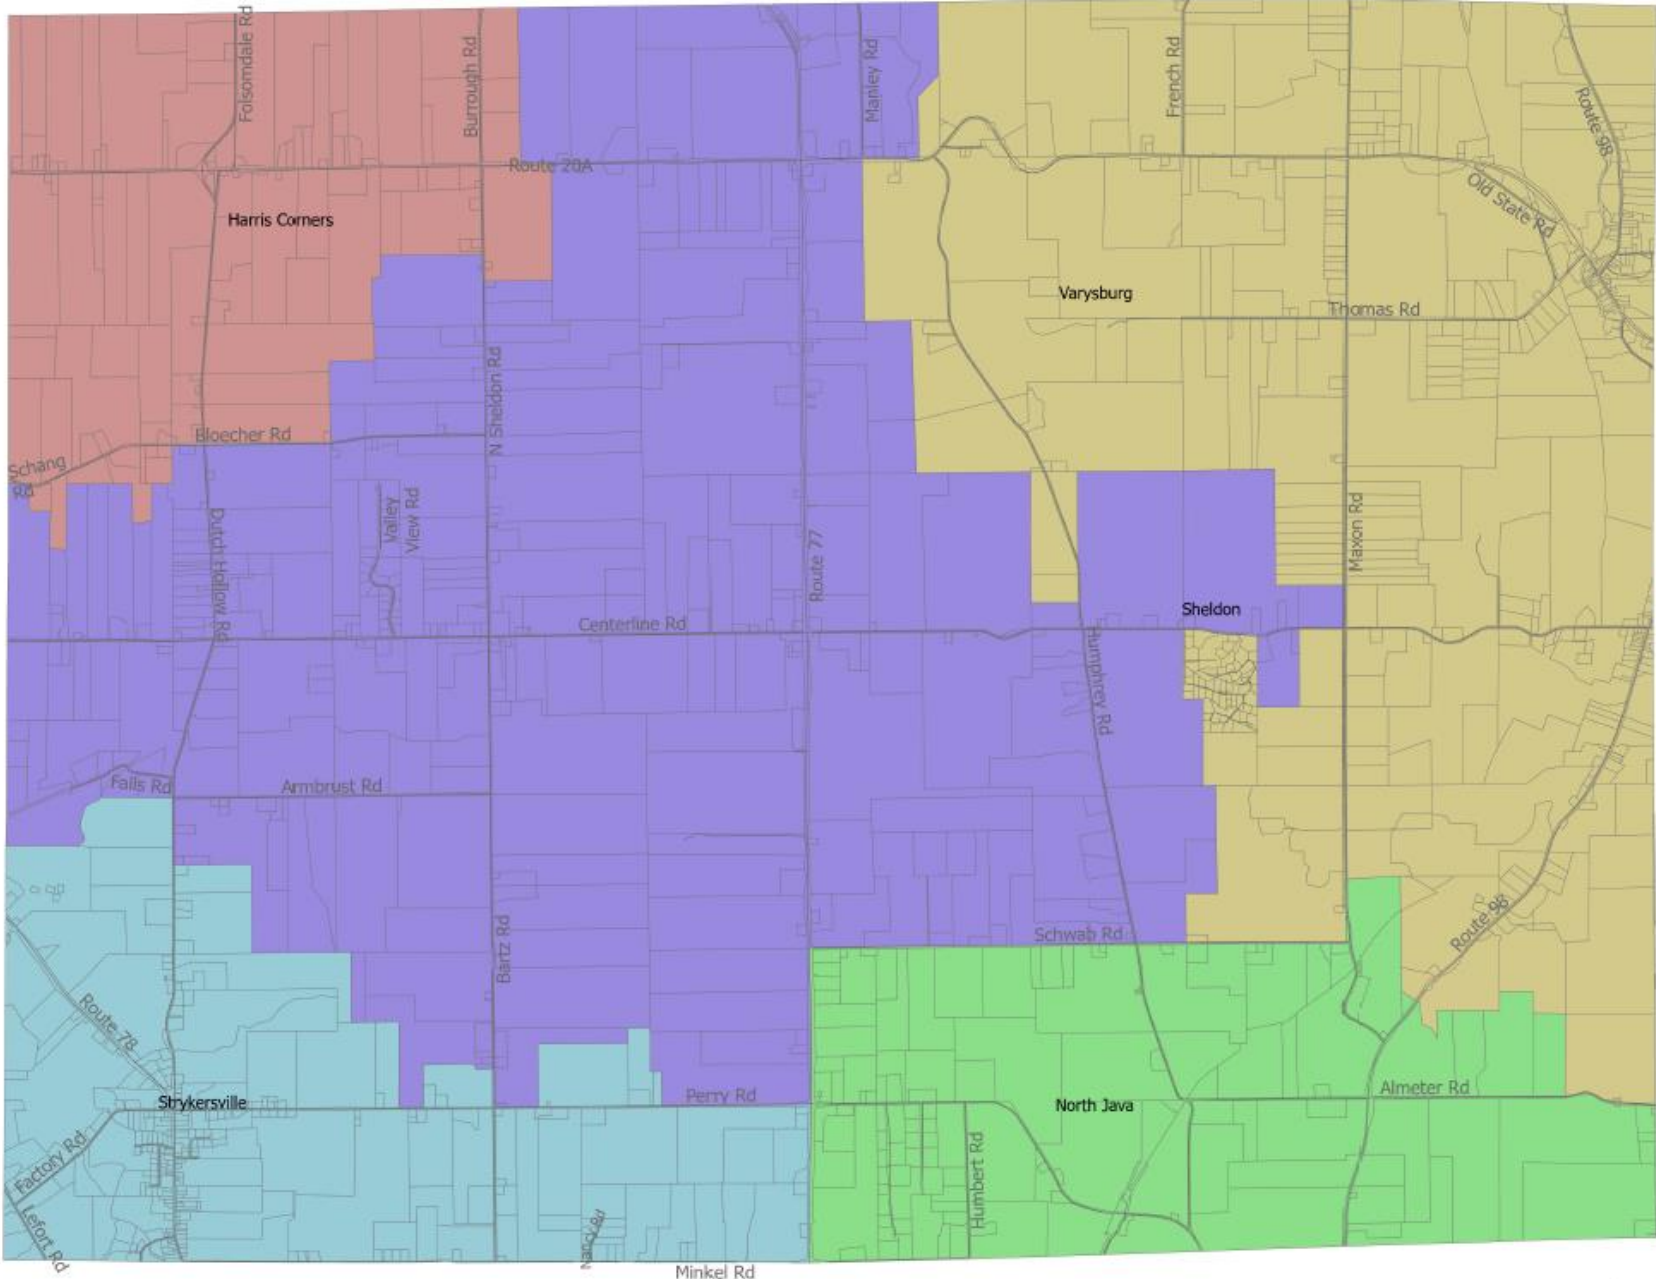 Folsomdale Rd
Burrough Rd
Manley Rd
French Rd
Route 98
Route 20A
Old State Rd
Harris Corners
Varysburg
Thomas Rd
N Sheldon Rd
Bloecher Rd
Schang
Rd
Valley
View Rd
Dutch Hollow Rd
Route 77
Maxon Rd
Sheldon
Centerline Rd
Humphrey Rd
Falls Rd
Armbrust Rd
Bartz Rd
Schwab Rd
Route 98
Route 78
Strykersville
Perry Rd
North Java
Almeter Rd
Factory Rd
Humbert Rd
Lefort Rd
Nancy Rd
Minkel Rd